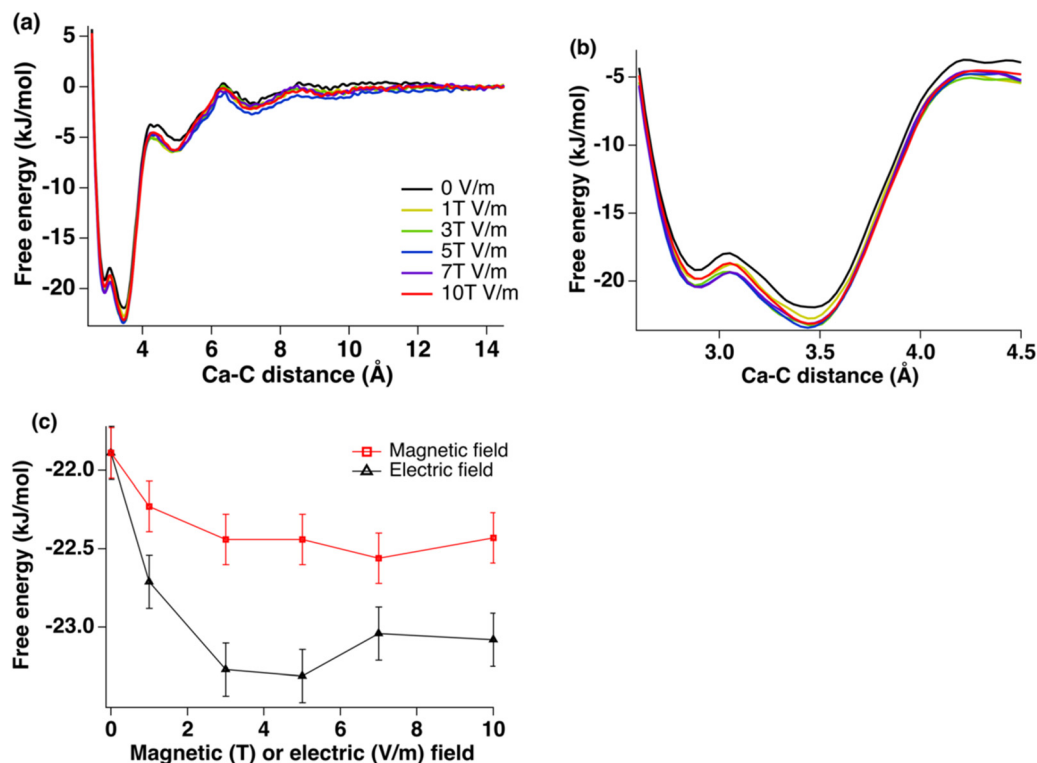 (a)
5
0
-5
-10
-15
-20
Free energy (kJ/mol)
0 V/m
1T V/m
3T V/m
5T V/m
7T V/m
10T V/m
4 6 8 10 12 14
Ca-C distance (Å)
(b)
-5
-10
-15
-20
Free energy (kJ/mol)
3.0 3.5 4.0 4.5
Ca-C distance (Å)
(c)
-22.0
-22.5
-23.0
Free energy (kJ/mol)
Magnetic field
Electric field
0 2 4 6 8 10
Magnetic (T) or electric (V/m) field